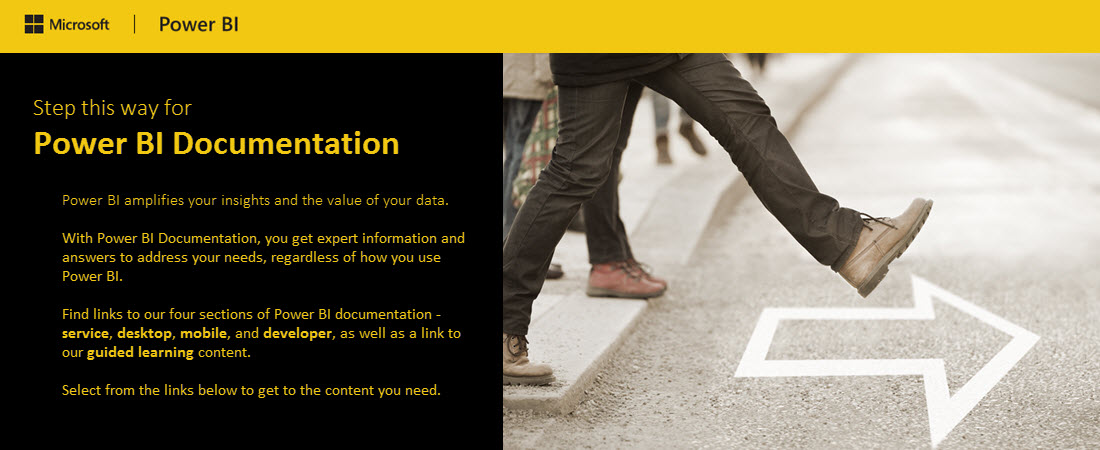 Microsoft | Power BI
Step this way for
Power BI Documentation
Power BI amplifies your insights and the value of your data.
With Power BI Documentation, you get expert information and
answers to address your needs, regardless of how you use
Power BI.
Find links to our four sections of Power BI documentation -
service, desktop, mobile, and developer, as well as a link to
our guided learning content.
Select from the links below to get to the content you need.